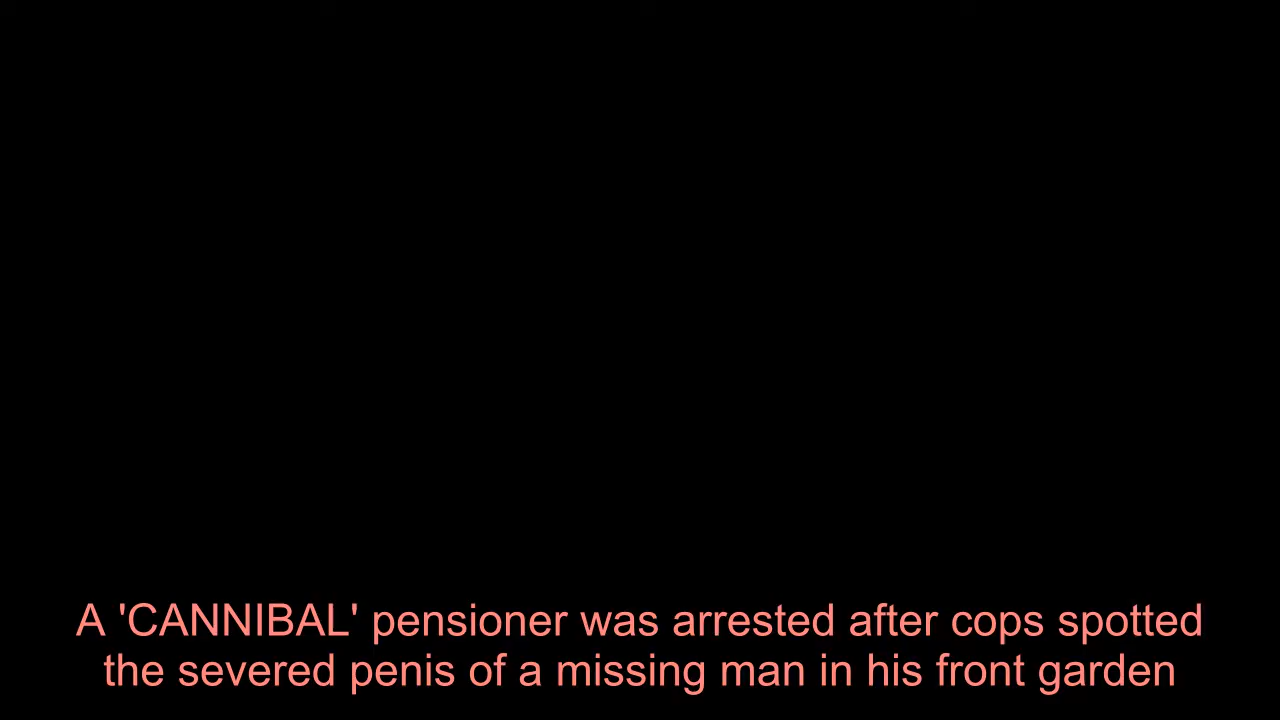 A 'CANNIBAL' pensioner was arrested after cops spotted
the severed penis of a missing man in his front garden